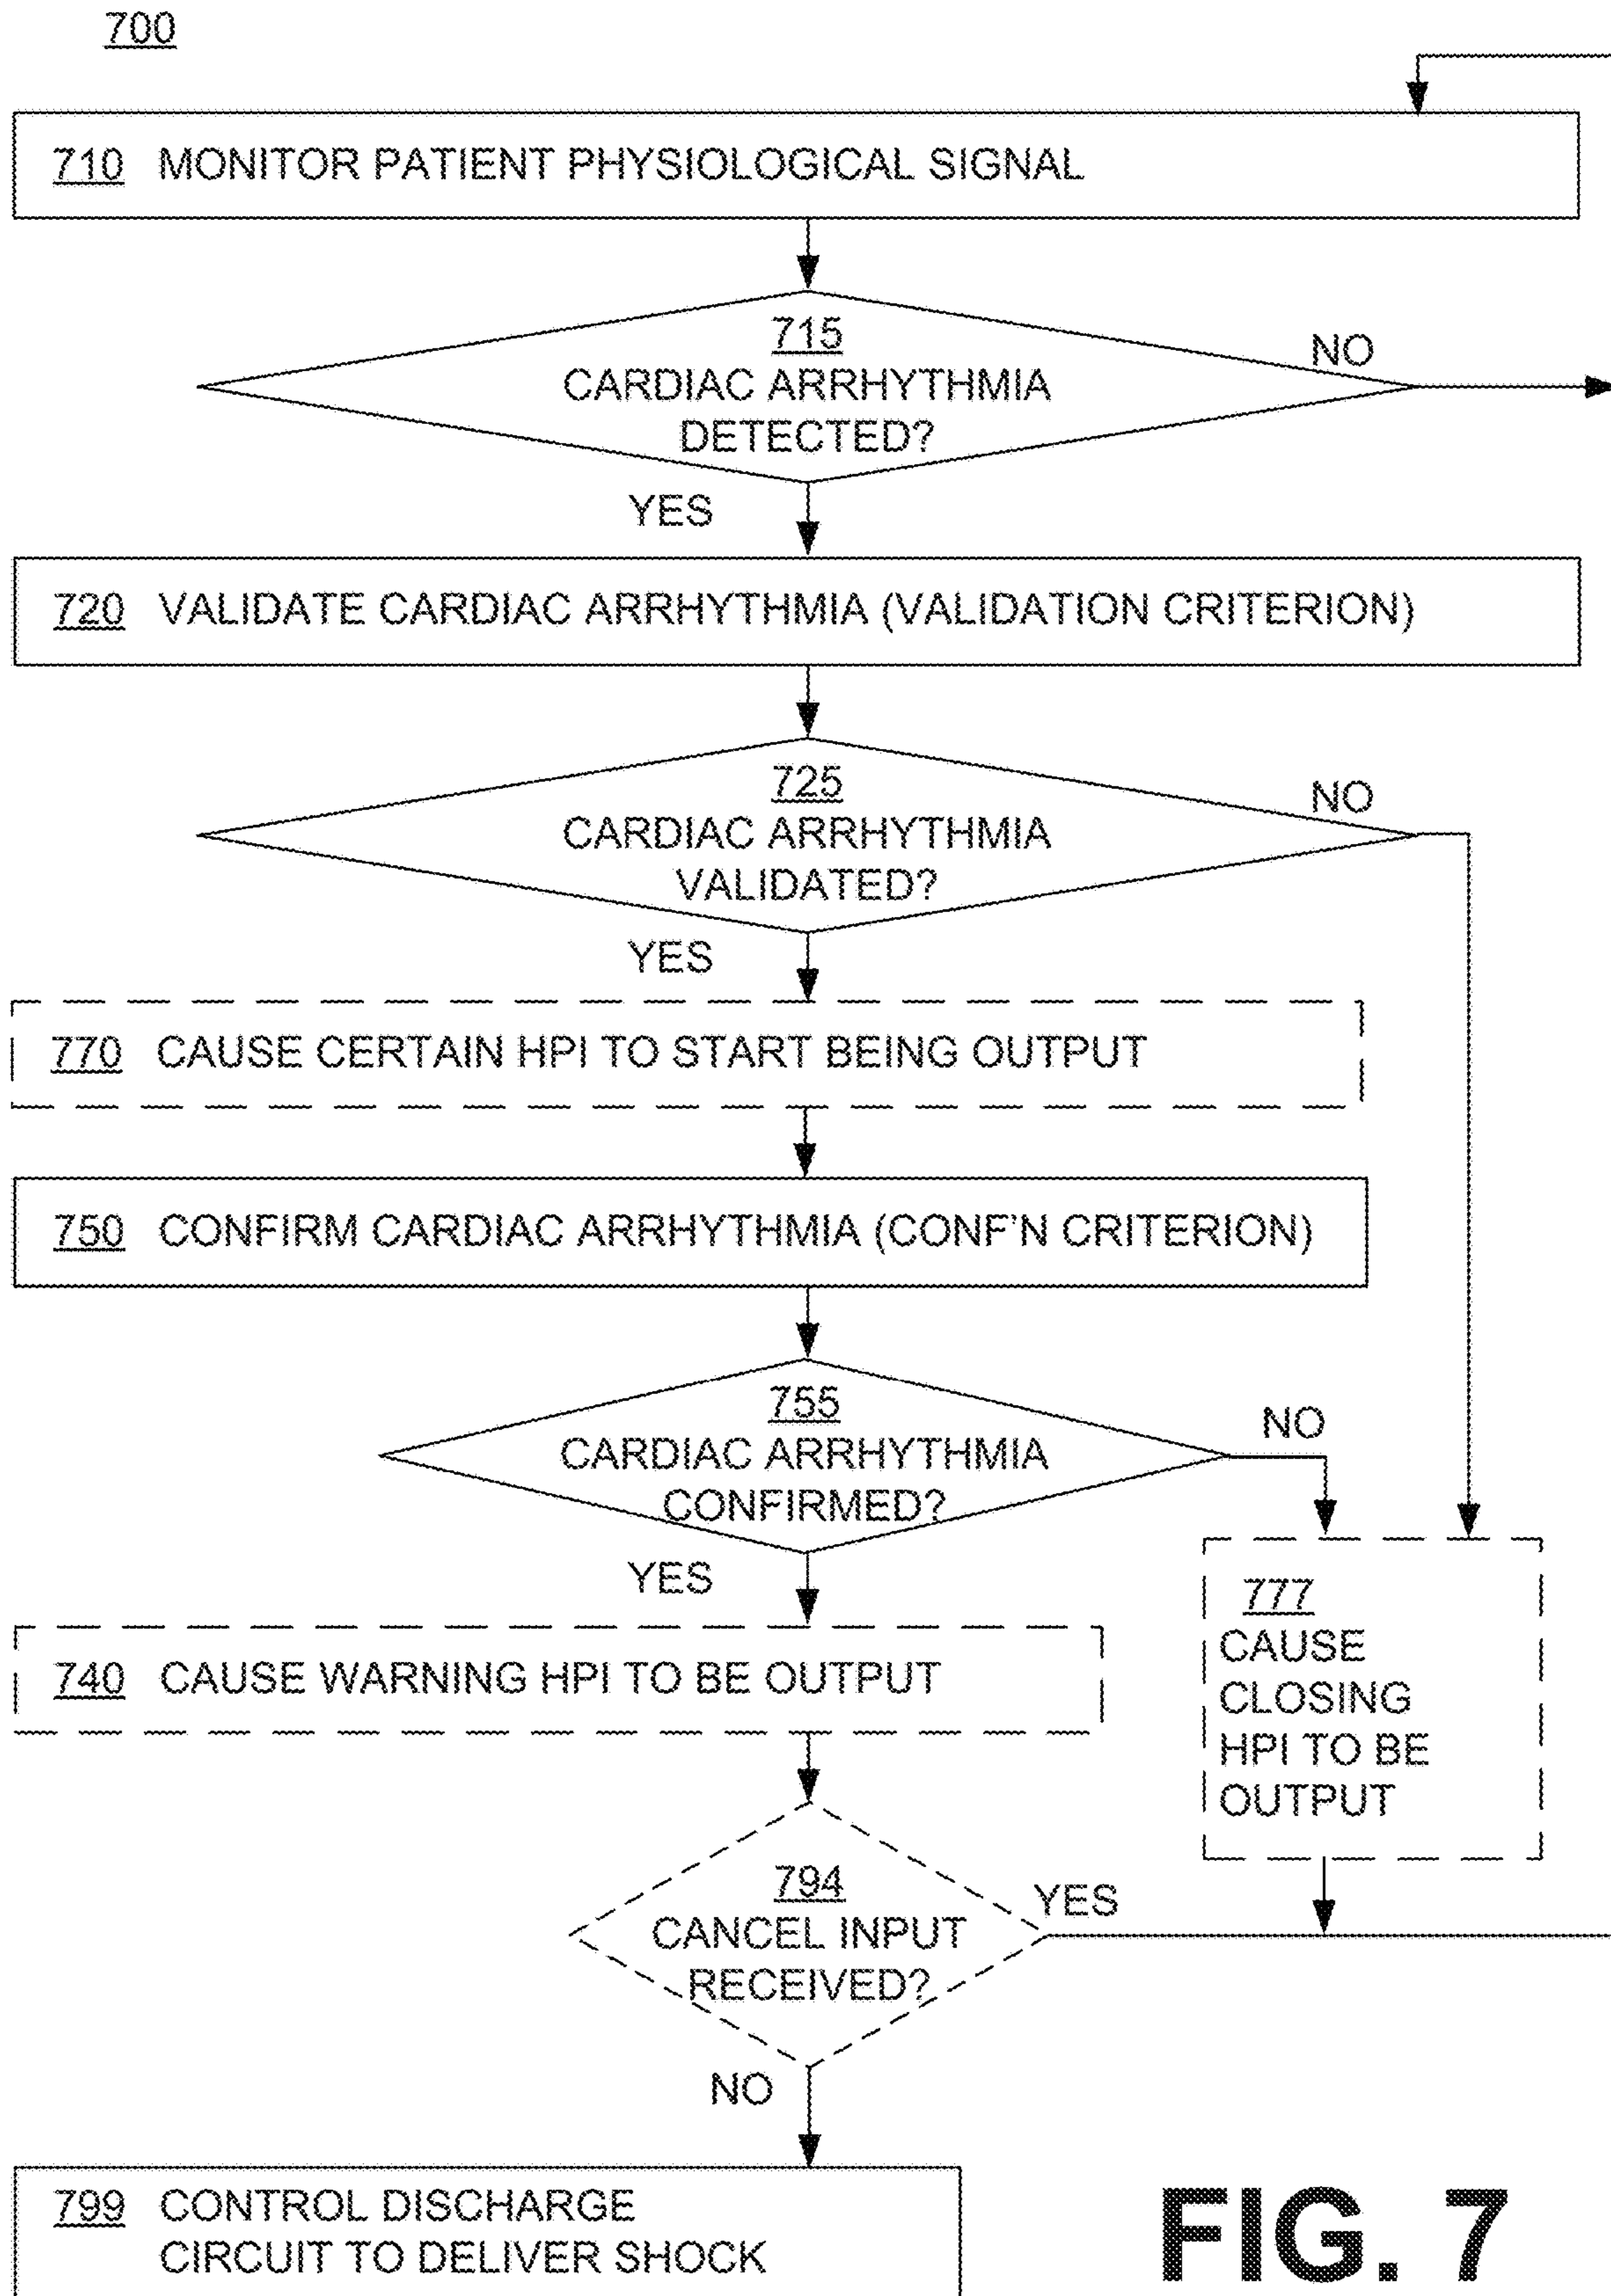 700
710 MONITOR PATIENT PHYSIOLOGICAL SIGNAL
715
CARDIAC ARRHYTHMIA
DETECTED?
NO
YES
720 VALIDATE CARDIAC ARRHYTHMIA (VALIDATION CRITERION)
725
CARDIAC ARRHYTHMIA
VALIDATED?
NO
YES
770 CAUSE CERTAIN HPI TO START BEING OUTPUT
750 CONFIRM CARDIAC ARRHYTHMIA (CONF'N CRITERION)
755
CARDIAC ARRHYTHMIA
CONFIRMED?
NO
YES
740 CAUSE WARNING HPI TO BE OUTPUT
777
CAUSE
CLOSING
HPI TO BE
OUTPUT
794
CANCEL INPUT
RECEIVED?
YES
NO
799 CONTROL DISCHARGE
CIRCUIT TO DELIVER SHOCK
FIG. 7